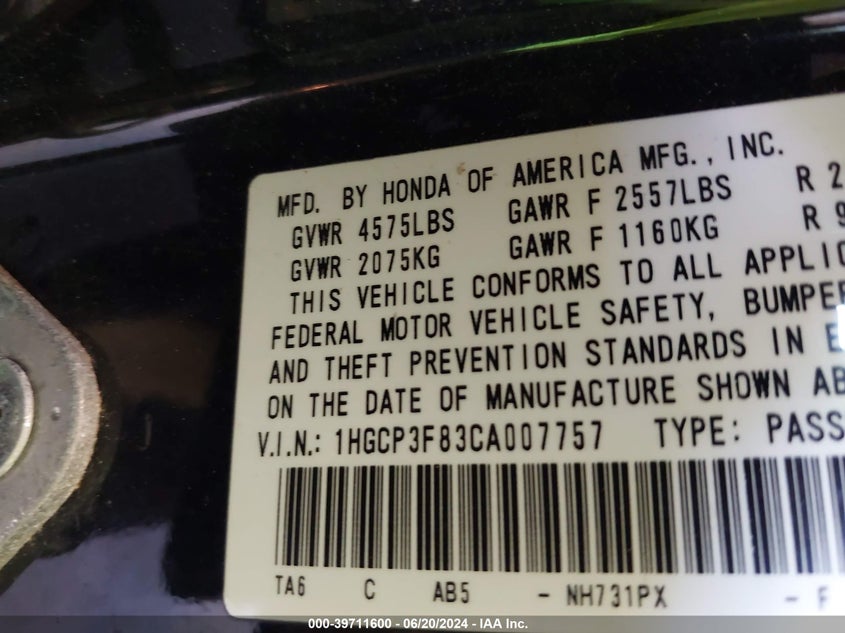 MFD. BY HONDA OF AMERICA MFG., INC.
GVWR 4575LBS GAWR F 2557LBS R 2
GVWR 2075KG GAWR F 1160KG R 9
THIS VEHICLE CONFORMS TO ALL APPLIC
FEDERAL MOTOR VEHICLE SAFETY, BUMPER
AND THEFT PREVENTION STANDARDS IN E
ON THE DATE OF MANUFACTURE SHOWN AB
V.I.N.: 1HGCP3F83CA007757 TYPE: PASS
TA6 C AB5 - NH731PX - F
000-39711600 - 06/20/2024 - IAA Inc.